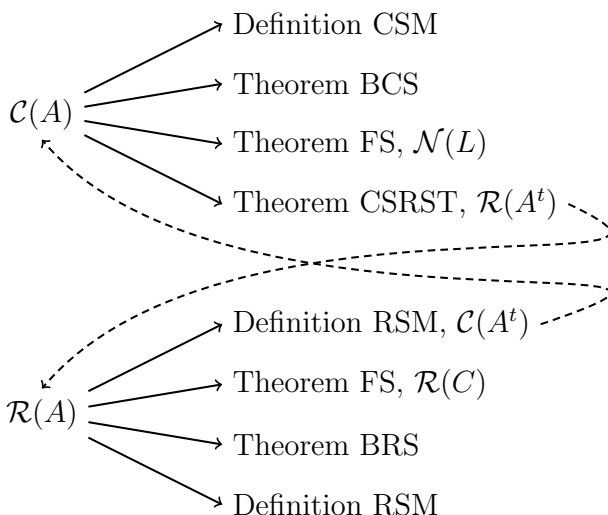 Definition CSM
Theorem BCS
𝒞(A)
Theorem FS, 𝒩(L)
Theorem CSRST, ℛ(Aᵗ)
Definition RSM, 𝒞(Aᵗ)
Theorem FS, ℛ(C)
ℛ(A)
Theorem BRS
Definition RSM